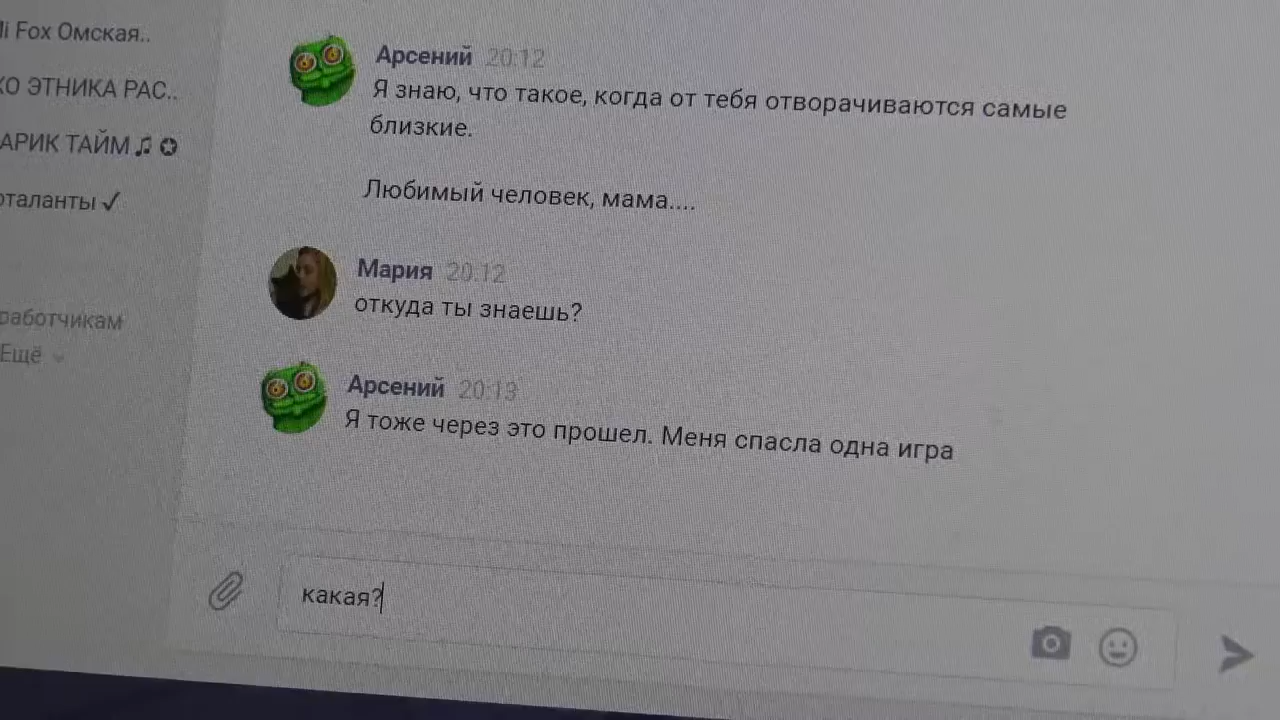 li Fox Омская..
КО ЭТНИКА РАС..
АРИК ТАЙМ ♫ ✪
оталанты ✓
работчикам
Ещё
Арсений 20:12
Я знаю, что такое, когда от тебя отворачиваются самые
близкие.
Любимый человек, мама....
Мария 20:12
откуда ты знаешь?
Арсений 20:13
Я тоже через это прошел. Меня спасла одна игра
какая?